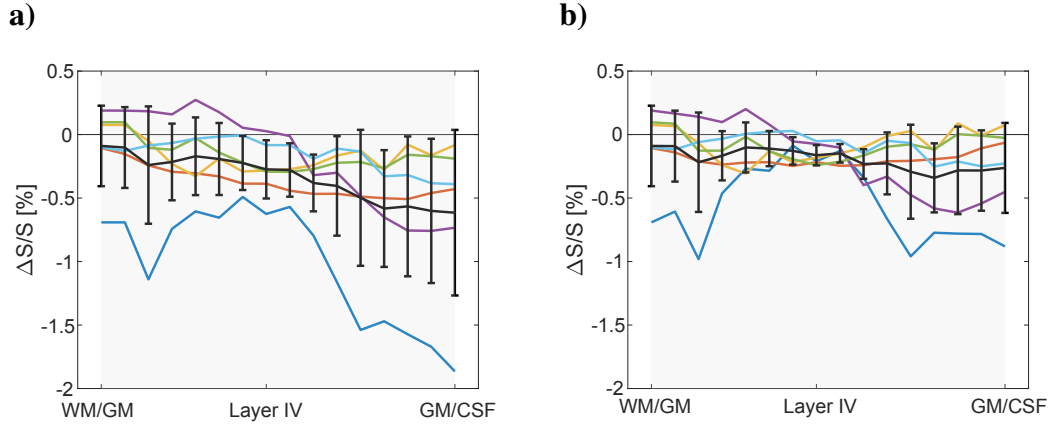 a)
ΔS/S [%]
0.5
0
-0.5
-1
-1.5
-2
WM/GM
Layer IV
GM/CSF
b)
ΔS/S [%]
0.5
0
-0.5
-1
-1.5
-2
WM/GM
Layer IV
GM/CSF